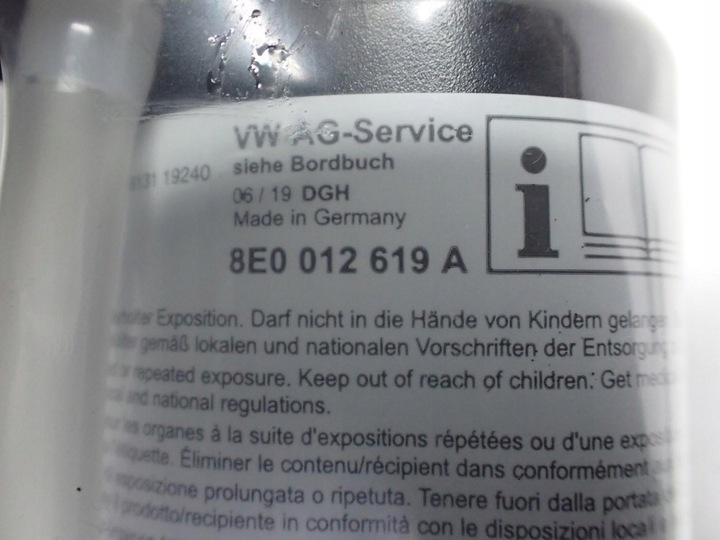 VW AG-Service
siehe Bordbuch
19240
06 / 19 DGH
Made in Germany
8E0 012 619 A
i
Exposition. Darf nicht in die Hände von Kindern
gemäß lokalen und nationalen Vorschriften der Entsorgung
or repeated exposure. Keep out of reach of children. Get
and national regulations.
les organes à la suite d'expositions répétées ou d'une
Éliminer le contenu/récipient dans conformément
prolungata o ripetuta. Tenere fuori dalla portata
prodotto/recipiente in conformità con le disposizioni